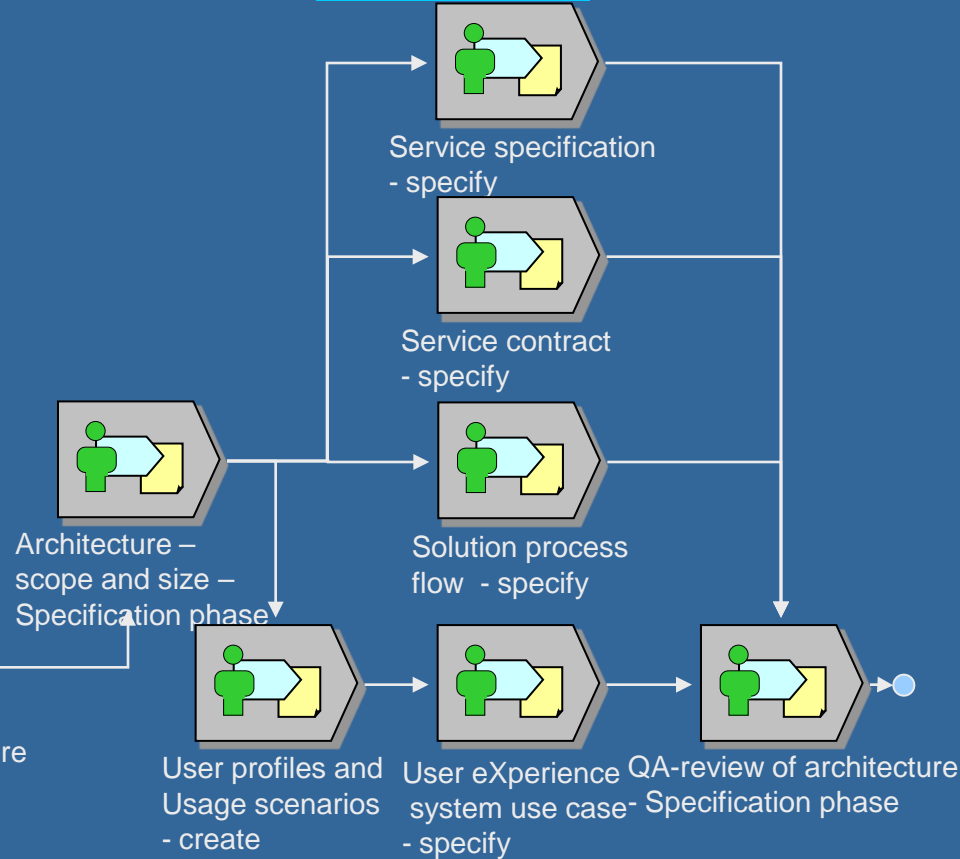 Service specification
- specify
Service contract
- specify
Architecture –
scope and size –
Specification phase
Solution process
flow - specify
re
User profiles and
Usage scenarios
- create
User eXperience
system use case
- specify
QA-review of architecture
- Specification phase